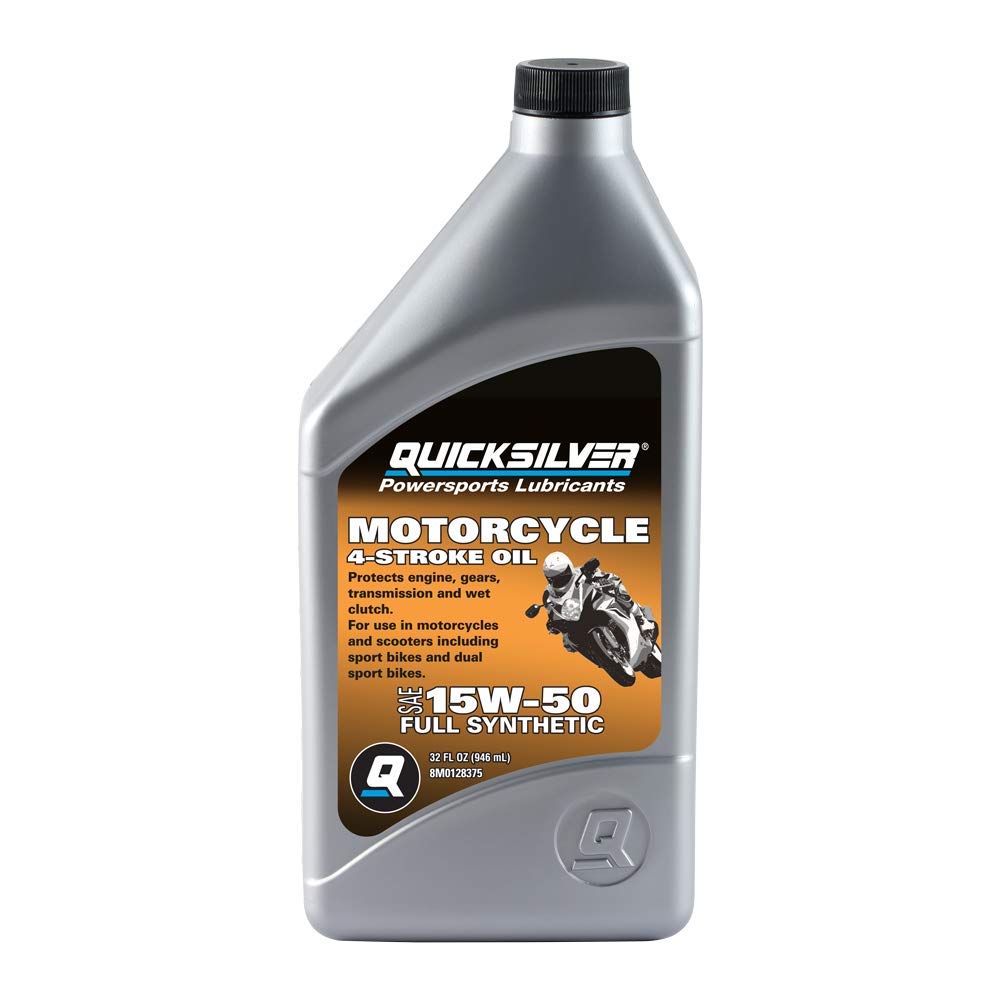 QUICKSILVER®
Powersports Lubricants
MOTORCYCLE
4-STROKE OIL
Protects engine, gears,
transmission and wet
clutch.
For use in motorcycles
and scooters including
sport bikes and dual
sport bikes.
SAE 15W-50
FULL SYNTHETIC
32 FL OZ (946 mL)
8M0128375
Q
Q